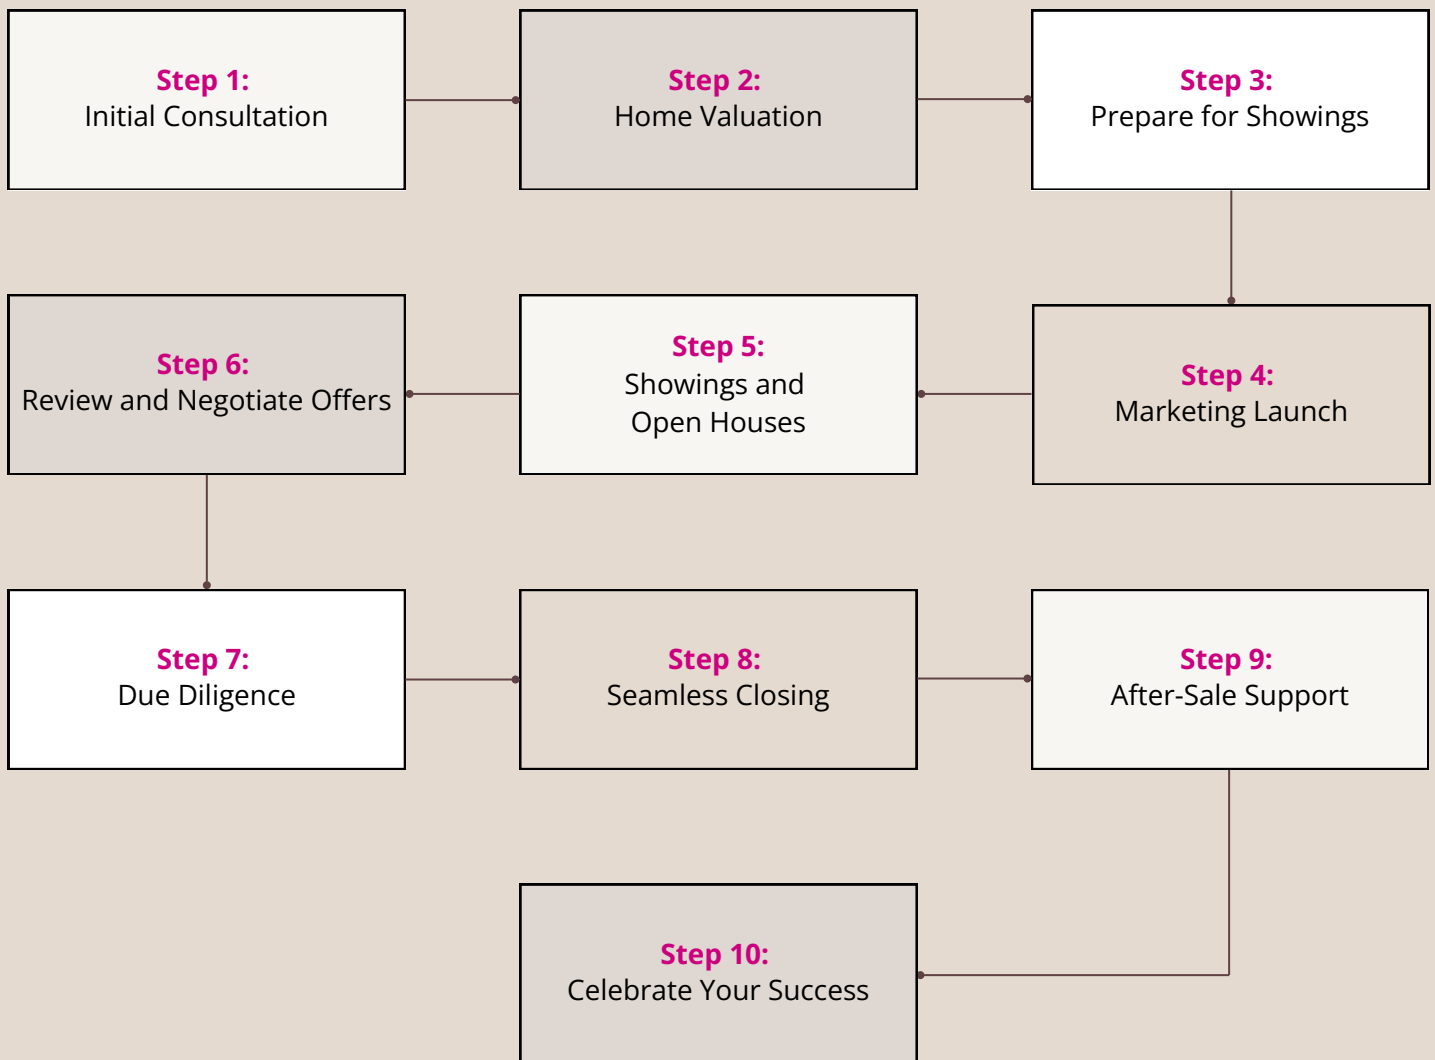 Step 1:
Initial Consultation
Step 2:
Home Valuation
Step 3:
Prepare for Showings
Step 4:
Marketing Launch
Step 5:
Showings and
Open Houses
Step 6:
Review and Negotiate Offers
Step 7:
Due Diligence
Step 8:
Seamless Closing
Step 9:
After-Sale Support
Step 10:
Celebrate Your Success